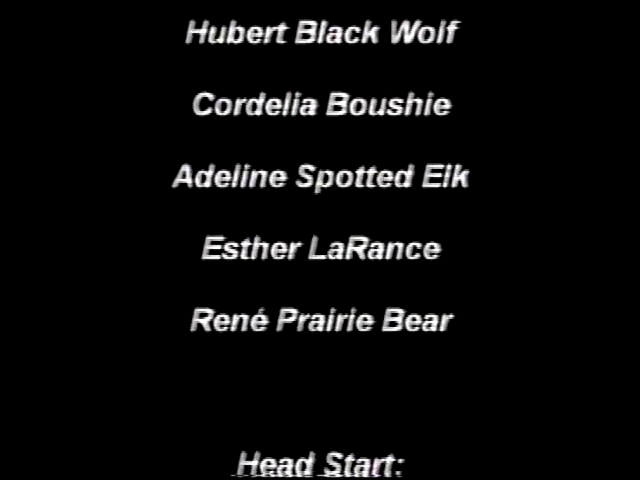 Hubert Black Wolf
Cordelia Boushie
Adeline Spotted Elk
Esther LaRance
René Prairie Bear
Head Start: